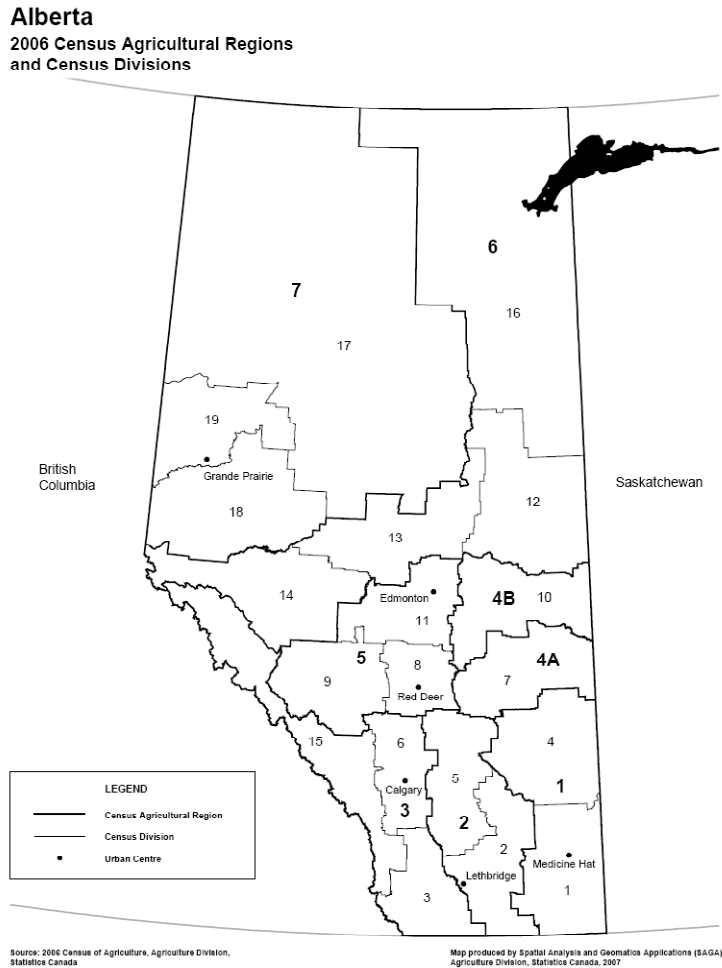 Alberta
2006 Census Agricultural Regions
and Census Divisions
6
7
16
17
19
British
Columbia
Grande Prairie
Saskatchewan
12
18
13
14
Edmonton
4B
10
11
5
8
4A
9
7
Red Deer
15
6
4
5
1
Calgary
3
2
2
Medicine Hat
Lethbridge
1
3
LEGEND
Census Agricultural Region
Census Division
Urban Centre
Source: 2006 Census of Agriculture, Agriculture Division,
Statistics Canada
Map produced by Spatial Analysis and Geomatics Applications (SAGA),
Agriculture Division, Statistics Canada, 2007